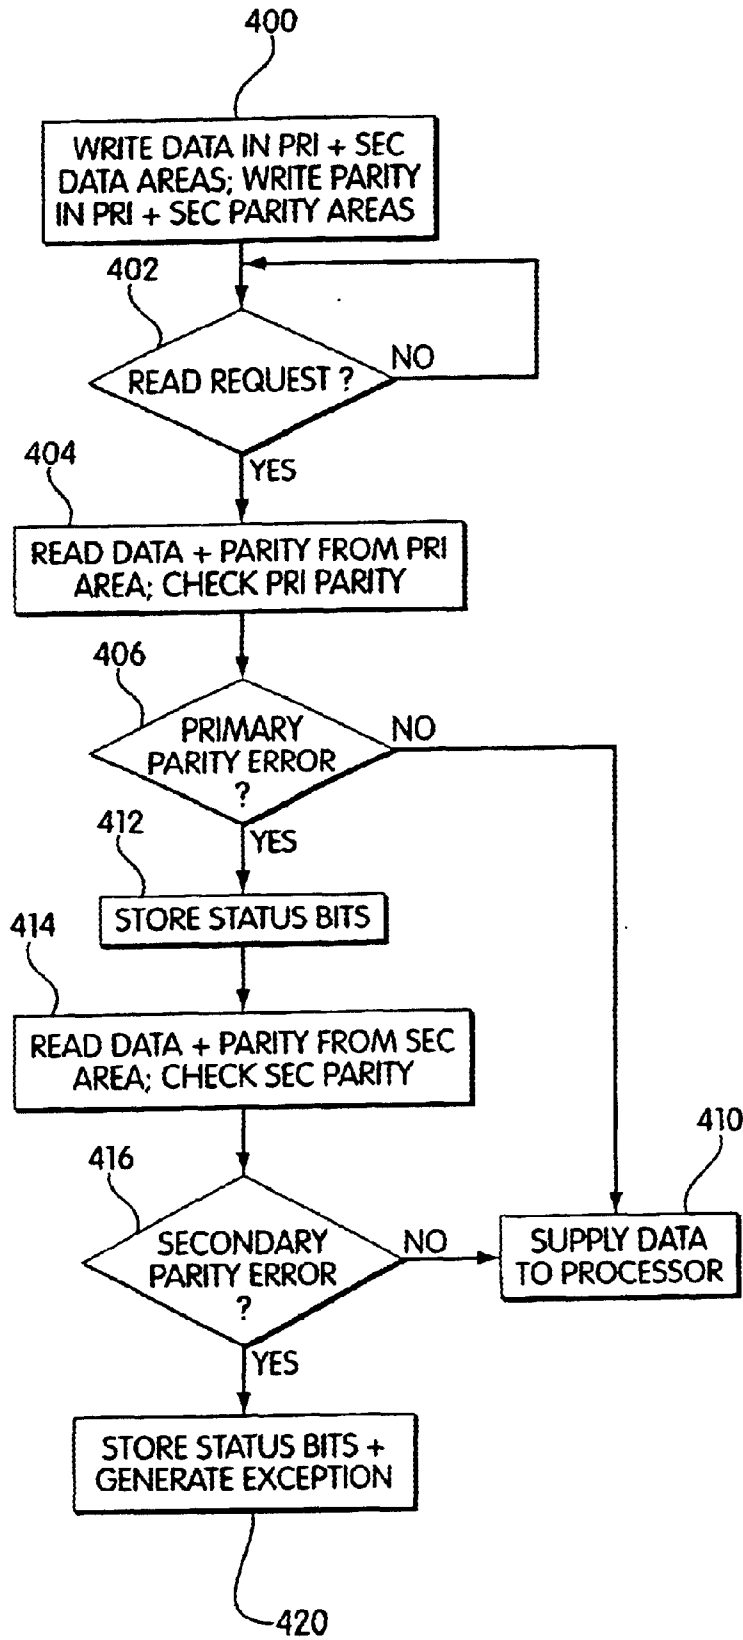 400
WRITE DATA IN PRI + SEC
DATA AREAS; WRITE PARITY
IN PRI + SEC PARITY AREAS
402
READ REQUEST ?
NO
YES
404
READ DATA + PARITY FROM PRI
AREA; CHECK PRI PARITY
406
PRIMARY
PARITY ERROR
?
NO
YES
412
STORE STATUS BITS
414
READ DATA + PARITY FROM SEC
AREA; CHECK SEC PARITY
416
SECONDARY
PARITY ERROR
?
NO
YES
410
SUPPLY DATA
TO PROCESSOR
STORE STATUS BITS +
GENERATE EXCEPTION
420